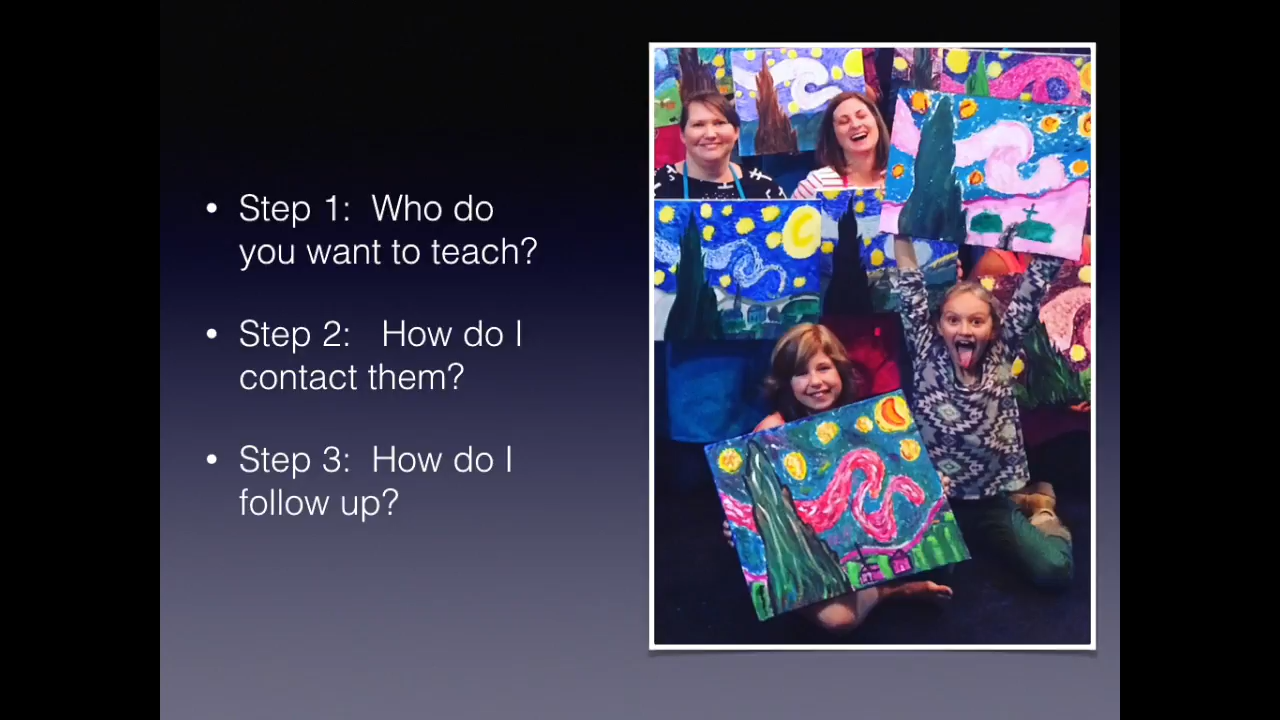 • Step 1: Who do
you want to teach?
• Step 2: How do I
contact them?
• Step 3: How do I
follow up?